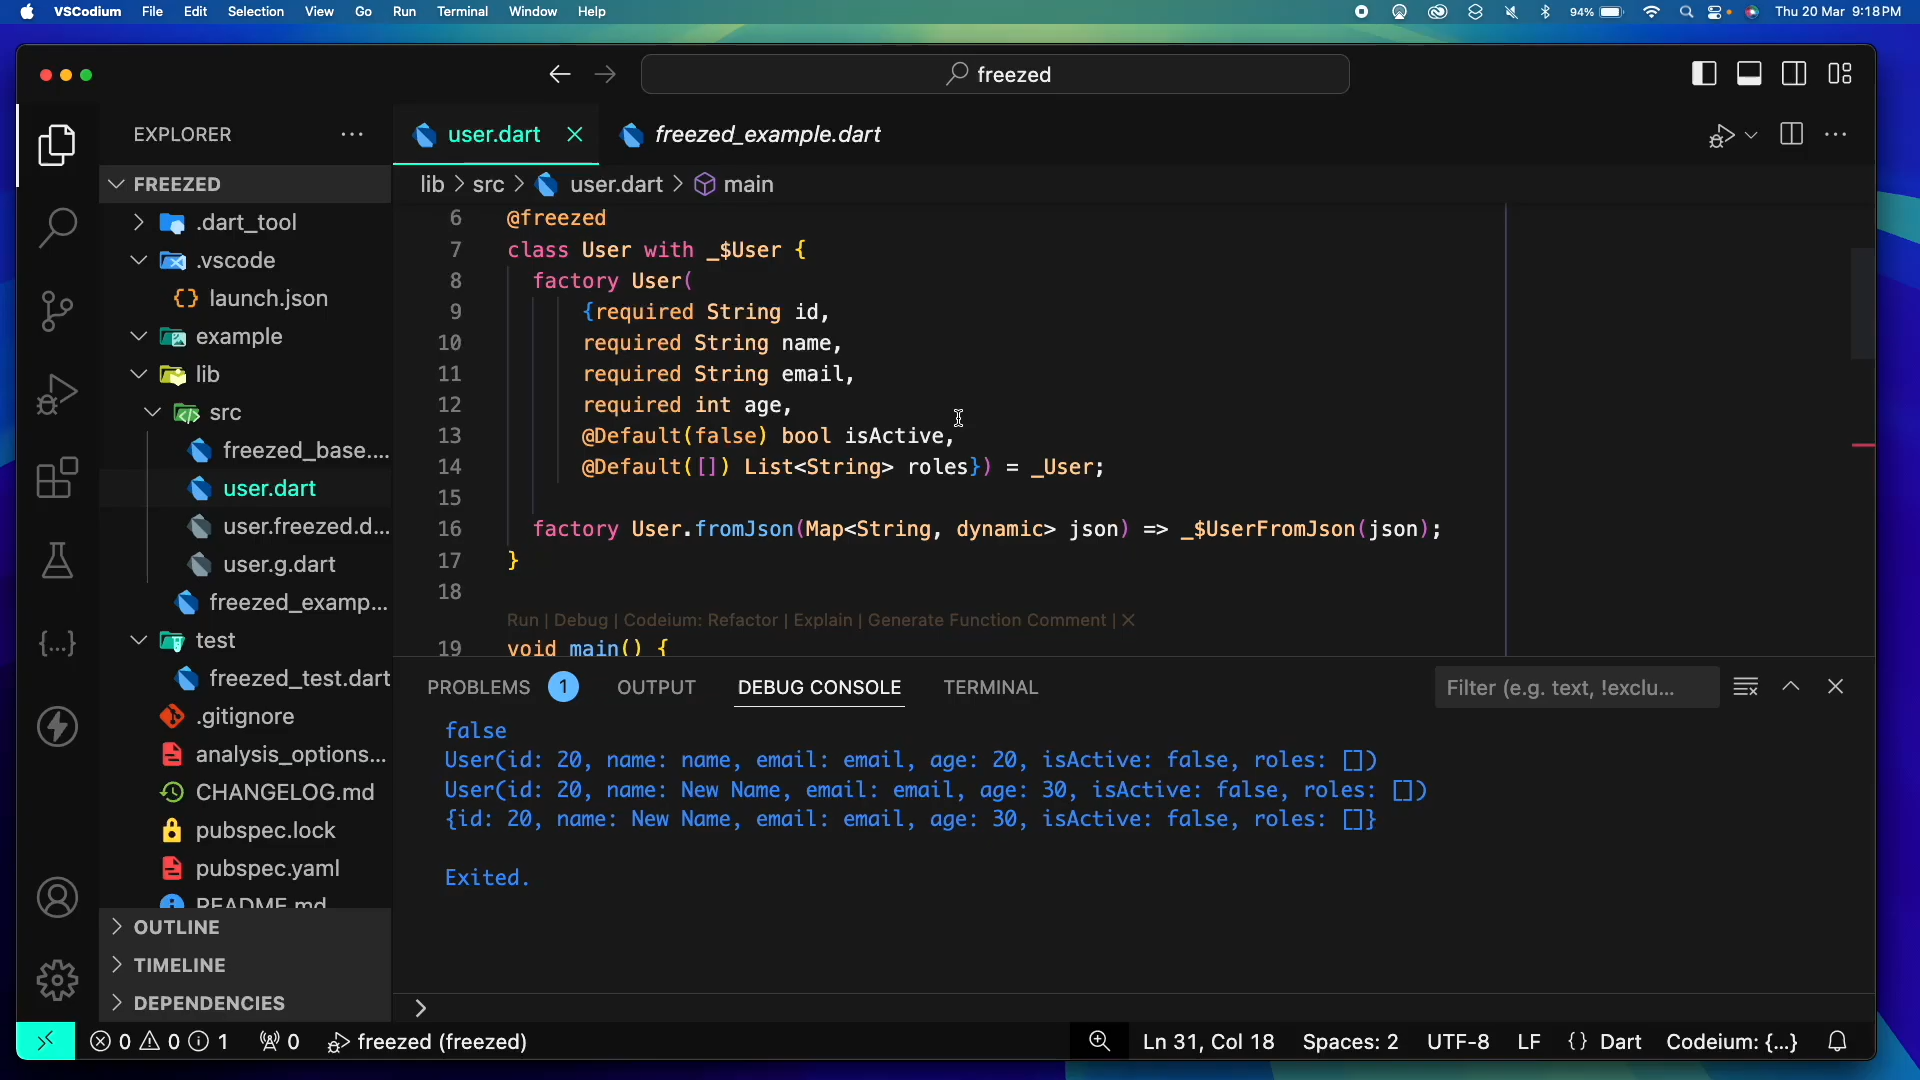 VSCodium File Edit Selection View Go Run Terminal Window Help 94% Thu 20 Mar 9:18PM
freezed
EXPLORER
user.dart
freezed_example.dart
FREEZED
lib > src > user.dart > main
.dart_tool
.vscode
launch.json
example
lib
src
freezed_base....
user.dart
user.freezed.d...
user.g.dart
freezed_examp...
test
freezed_test.dart
.gitignore
analysis_options...
CHANGELOG.md
pubspec.lock
pubspec.yaml
README.md
OUTLINE
TIMELINE
DEPENDENCIES
6 @freezed
7 class User with _$User {
8 factory User(
9 {required String id,
10 required String name,
11 required String email,
12 required int age,
13 @Default(false) bool isActive,
14 @Default([]) List<String> roles}) = _User;
15
16 factory User.fromJson(Map<String, dynamic> json) => _$UserFromJson(json);
17 }
18
Run | Debug | Codeium: Refactor | Explain | Generate Function Comment | ×
19 void main() {
PROBLEMS 1 OUTPUT DEBUG CONSOLE TERMINAL Filter (e.g. text, !exclu...
false
User(id: 20, name: name, email: email, age: 20, isActive: false, roles: [])
User(id: 20, name: New Name, email: email, age: 30, isActive: false, roles: [])
{id: 20, name: New Name, email: email, age: 30, isActive: false, roles: []}
Exited.
0 0 1 0 freezed (freezed) Ln 31, Col 18 Spaces: 2 UTF-8 LF {} Dart Codeium: {...}